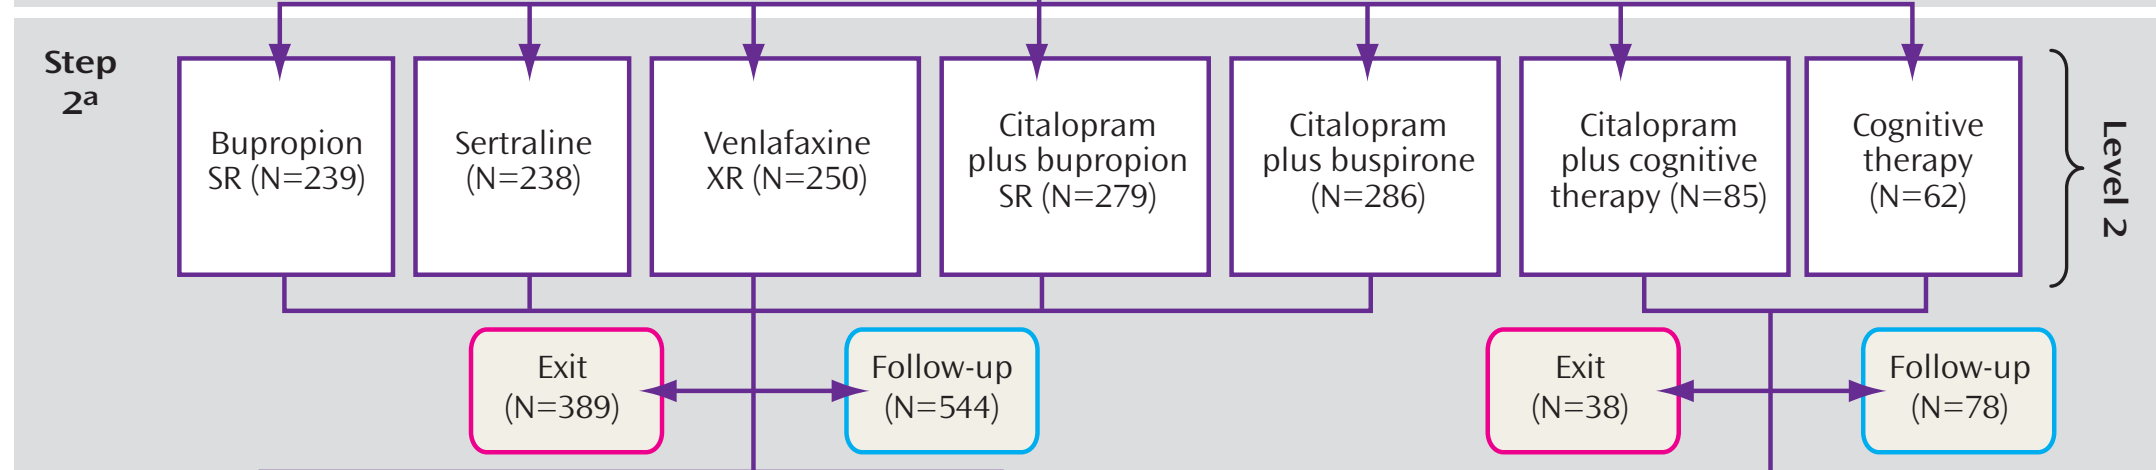 Step
2a
Bupropion
SR (N=239)
Sertraline
(N=238)
Venlafaxine
XR (N=250)
Citalopram
plus bupropion
SR (N=279)
Citalopram
plus buspirone
(N=286)
Citalopram
plus cognitive
therapy (N=85)
Cognitive
therapy
(N=62)
Level 2
Exit
(N=389)
Follow-up
(N=544)
Exit
(N=38)
Follow-up
(N=78)